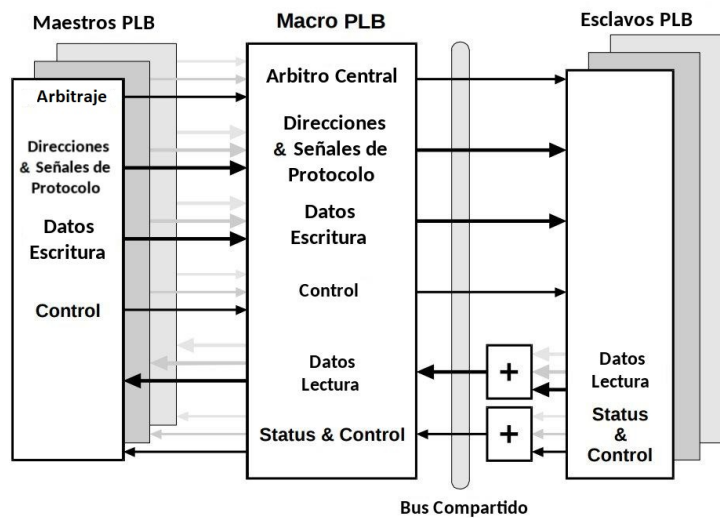 Maestros PLB
Macro PLB
Esclavos PLB
Arbitraje
Direcciones
& Señales de
Protocolo
Datos
Escritura
Control
Arbitro Central
Direcciones
& Señales de
Protocolo
Datos
Escritura
Control
Datos
Lectura
Status & Control
+
+
Datos
Lectura
Status
&
Control
Bus Compartido